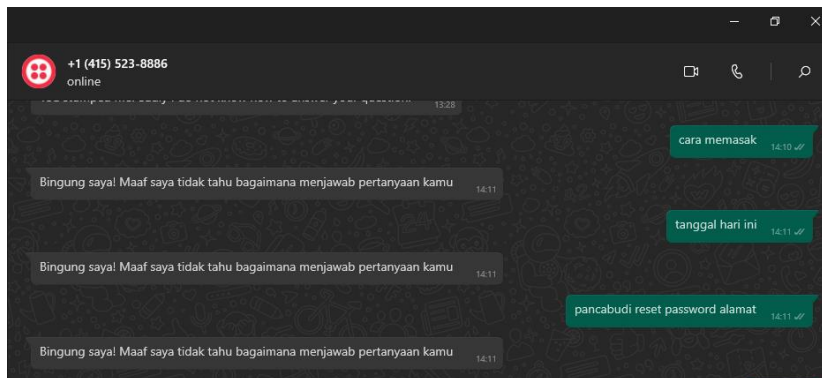 +1 (415) 523-8886
online
13:28
cara memasak 14:10
Bingung saya! Maaf saya tidak tahu bagaimana menjawab pertanyaan kamu 14:11
tanggal hari ini 14:11
Bingung saya! Maaf saya tidak tahu bagaimana menjawab pertanyaan kamu 14:11
pancabudi reset password alamat 14:11
Bingung saya! Maaf saya tidak tahu bagaimana menjawab pertanyaan kamu 14:11